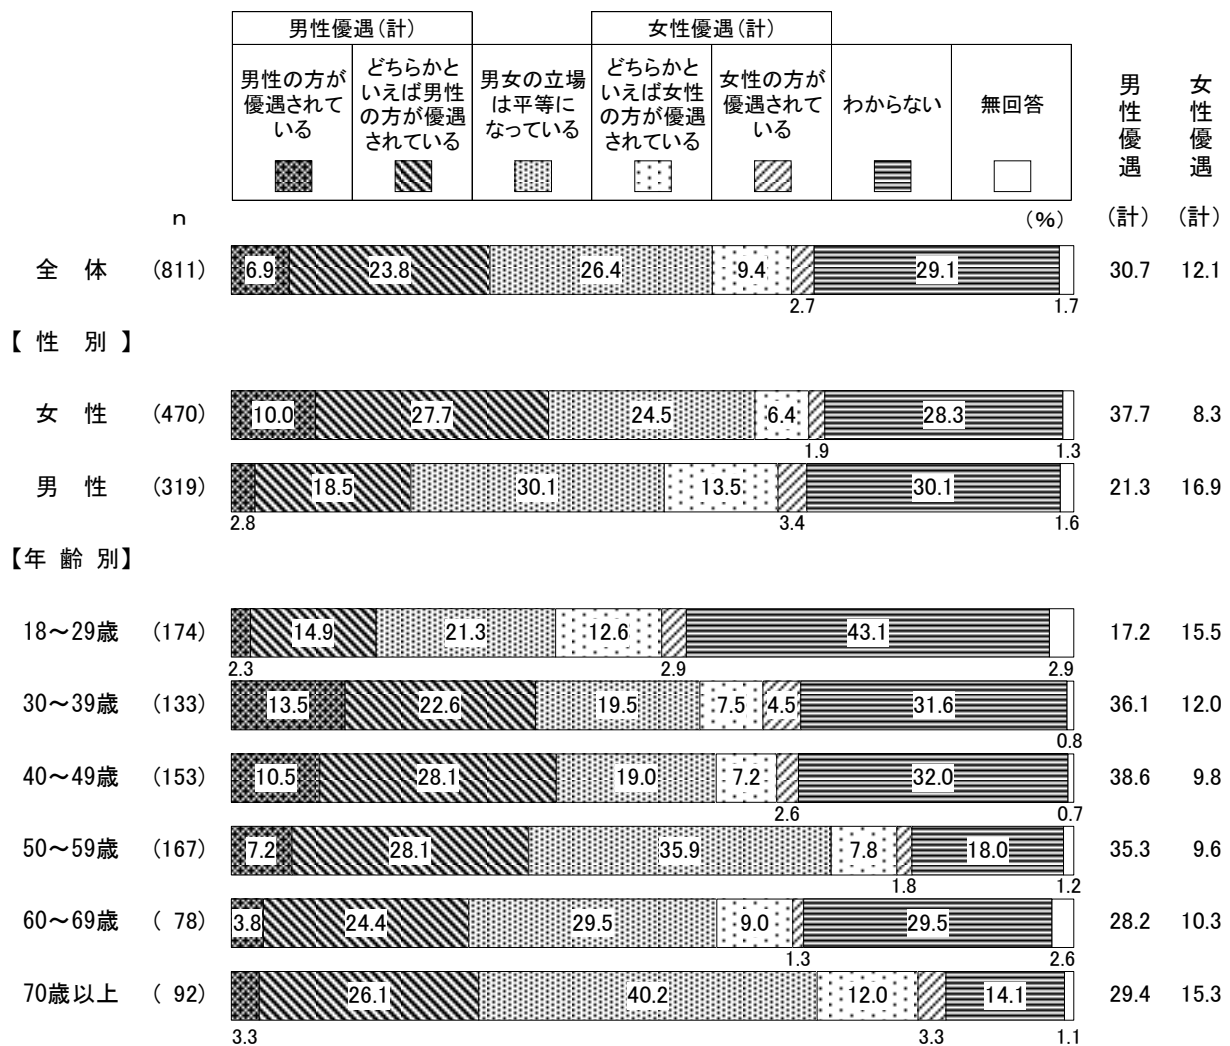 男性優遇（計）
女性優遇（計）
男性の方が
優遇されて
いる
どちらかと
いえば男性
の方が優遇
されている
男女の立場
は平等に
なっている
どちらかと
いえば女性
の方が優遇
されている
女性の方が
優遇されて
いる
わからない
無回答
男性優遇
（計）
女性優遇
（計）
n
（%）
全 体 (811) 6.9 23.8 26.4 9.4 29.1 30.7 12.1
2.7 1.7
【 性 別 】
女 性 (470) 10.0 27.7 24.5 6.4 28.3 37.7 8.3
1.9 1.3
男 性 (319) 18.5 30.1 13.5 30.1 21.3 16.9
2.8 3.4 1.6
【年 齢 別】
18～29歳 (174) 14.9 21.3 12.6 43.1 17.2 15.5
2.3 2.9 2.9
30～39歳 (133) 13.5 22.6 19.5 7.5 4.5 31.6 36.1 12.0
0.8
40～49歳 (153) 10.5 28.1 19.0 7.2 32.0 38.6 9.8
2.6 0.7
50～59歳 (167) 7.2 28.1 35.9 7.8 18.0 35.3 9.6
1.8 1.2
60～69歳 ( 78) 3.8 24.4 29.5 9.0 29.5 28.2 10.3
1.3 2.6
70歳以上 ( 92) 26.1 40.2 12.0 14.1 29.4 15.3
3.3 3.3 1.1